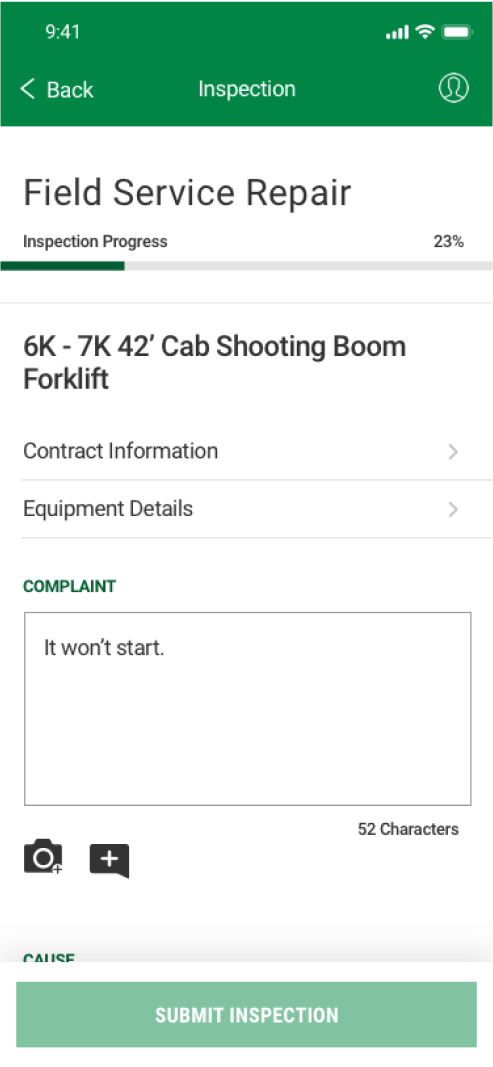 9:41
Back
Inspection
Field Service Repair
Inspection Progress
23%
6K - 7K 42’ Cab Shooting Boom
Forklift
Contract Information
Equipment Details
COMPLAINT
It won’t start.
52 Characters
CAUSE
SUBMIT INSPECTION